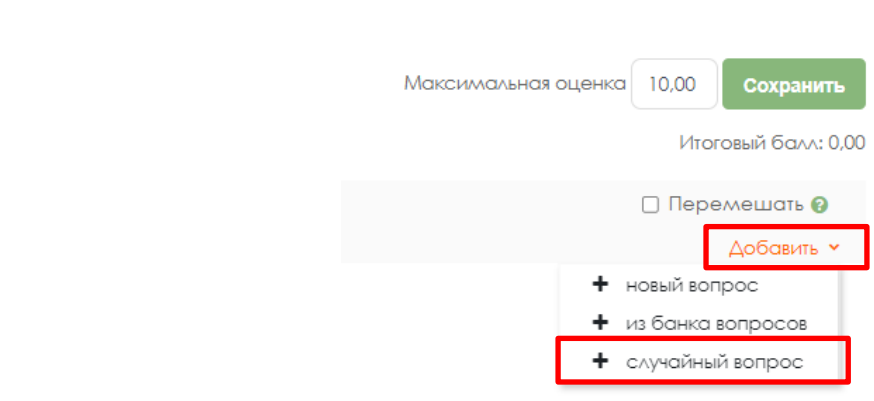 Максимальная оценка 10,00 Сохранить
Итоговый балл: 0,00
Перемешать
Добавить
новый вопрос
из банка вопросов
случайный вопрос